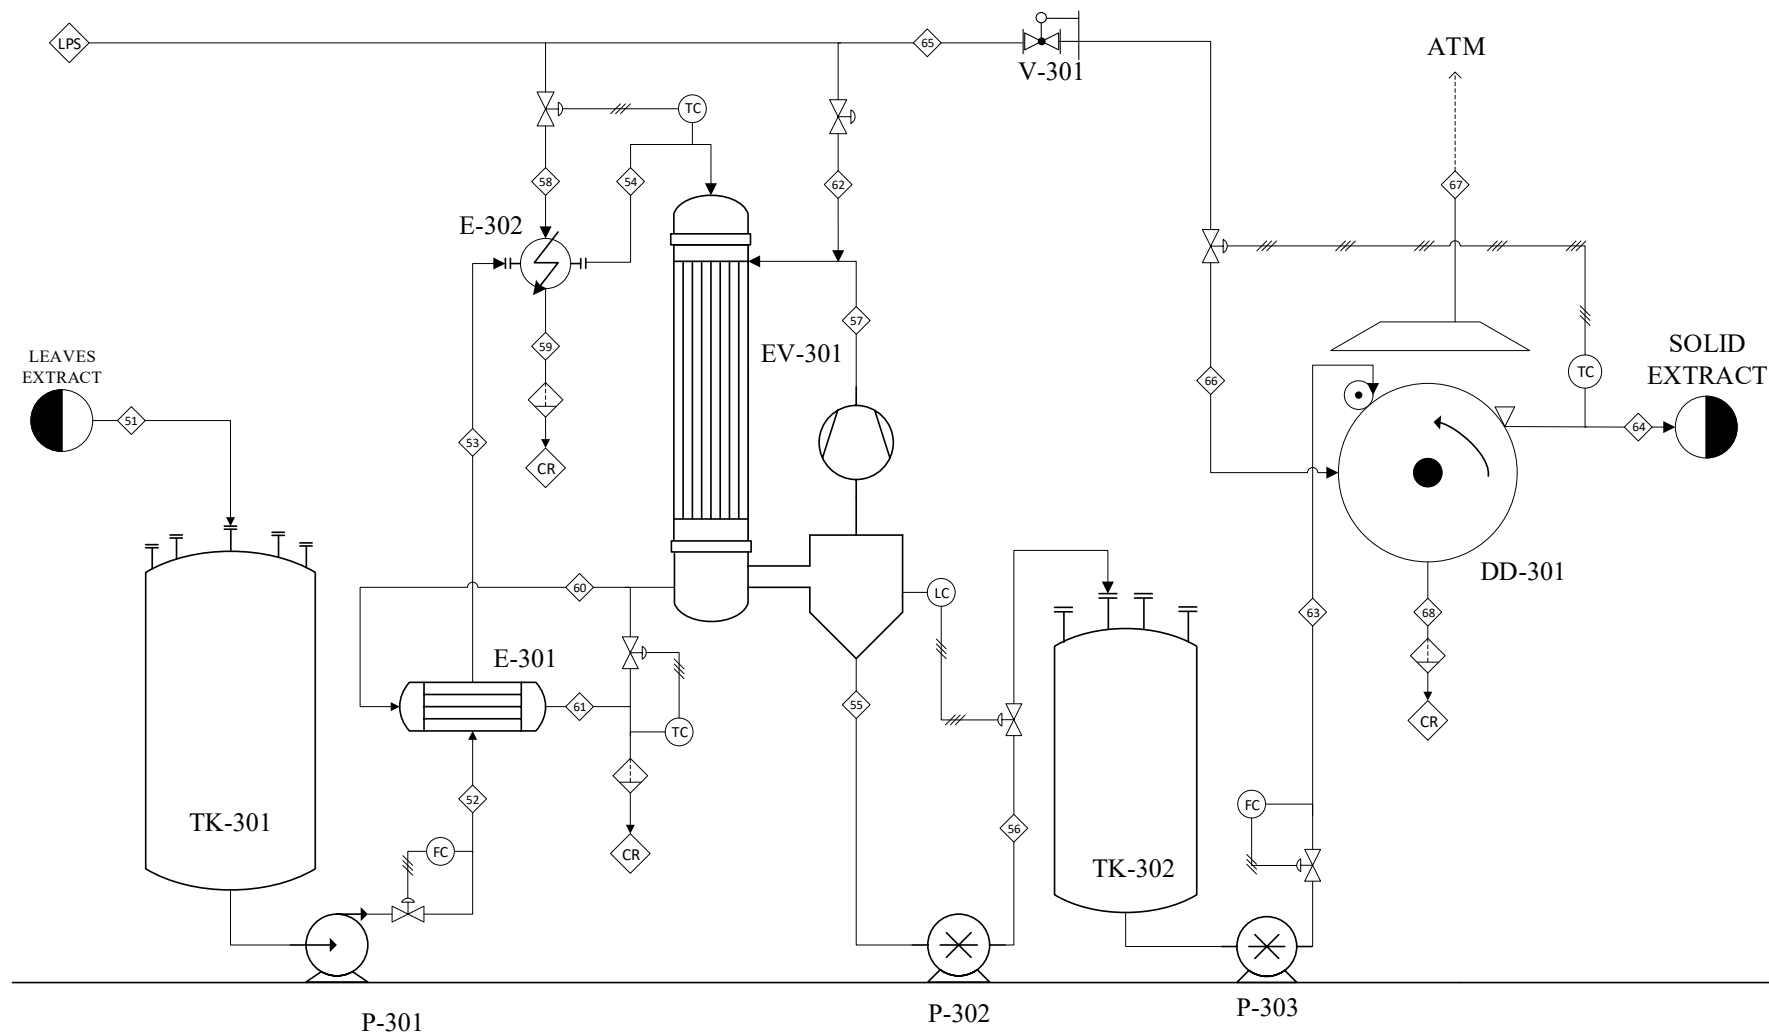 LPS
65
V-301
ATM
TC
58
54
62
67
E-302
57
EV-301
59
LEAVES
EXTRACT
SOLID
EXTRACT
TC
66
51
53
64
CR
DD-301
60
LC
63
68
E-301
61
55
TC
CR
52
56
FC
TK-301
FC
CR
TK-302
P-301
P-302
P-303